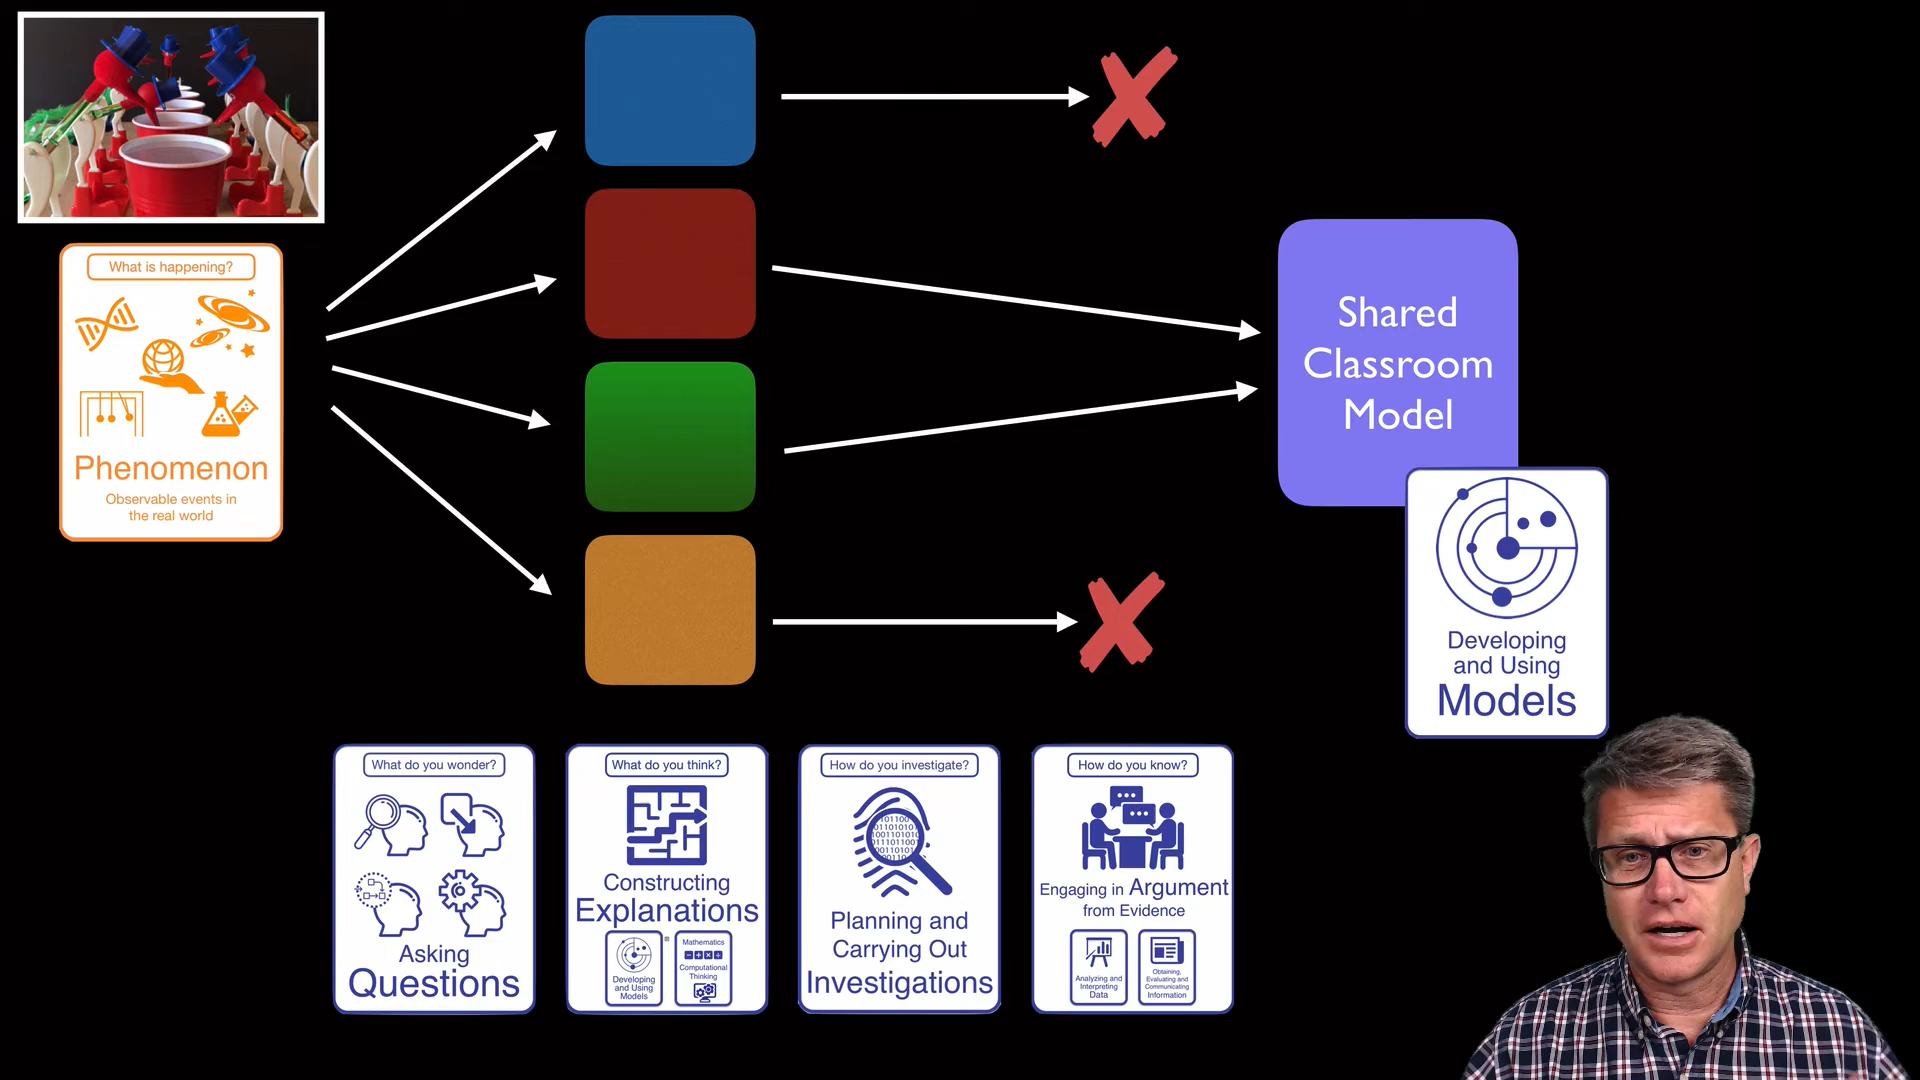 What is happening?
Phenomenon
Observable events in
the real world
Shared
Classroom
Model
Developing
and Using
Models
What do you wonder?
Asking
Questions
What do you think?
Constructing
Explanations
Developing
and Using
Models
Mathematics
Computational
Thinking
How do you investigate?
Planning and
Carrying Out
Investigations
How do you know?
Engaging in Argument
from Evidence
Analyzing and
Interpreting
Data
Obtaining,
Evaluating and
Communicating
Information